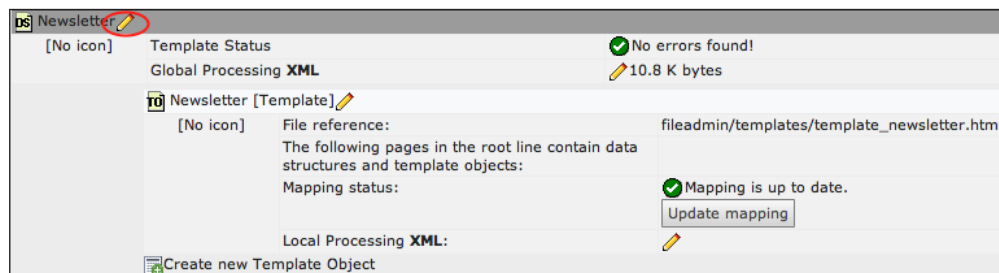 DS Newsletter
[No icon] Template Status No errors found!
Global Processing XML 10.8 K bytes
TO Newsletter [Template]
[No icon] File reference: fileadmin/templates/template_newsletter.htm
The following pages in the root line contain data
structures and template objects:
Mapping status: Mapping is up to date.
Update mapping
Local Processing XML:
Create new Template Object